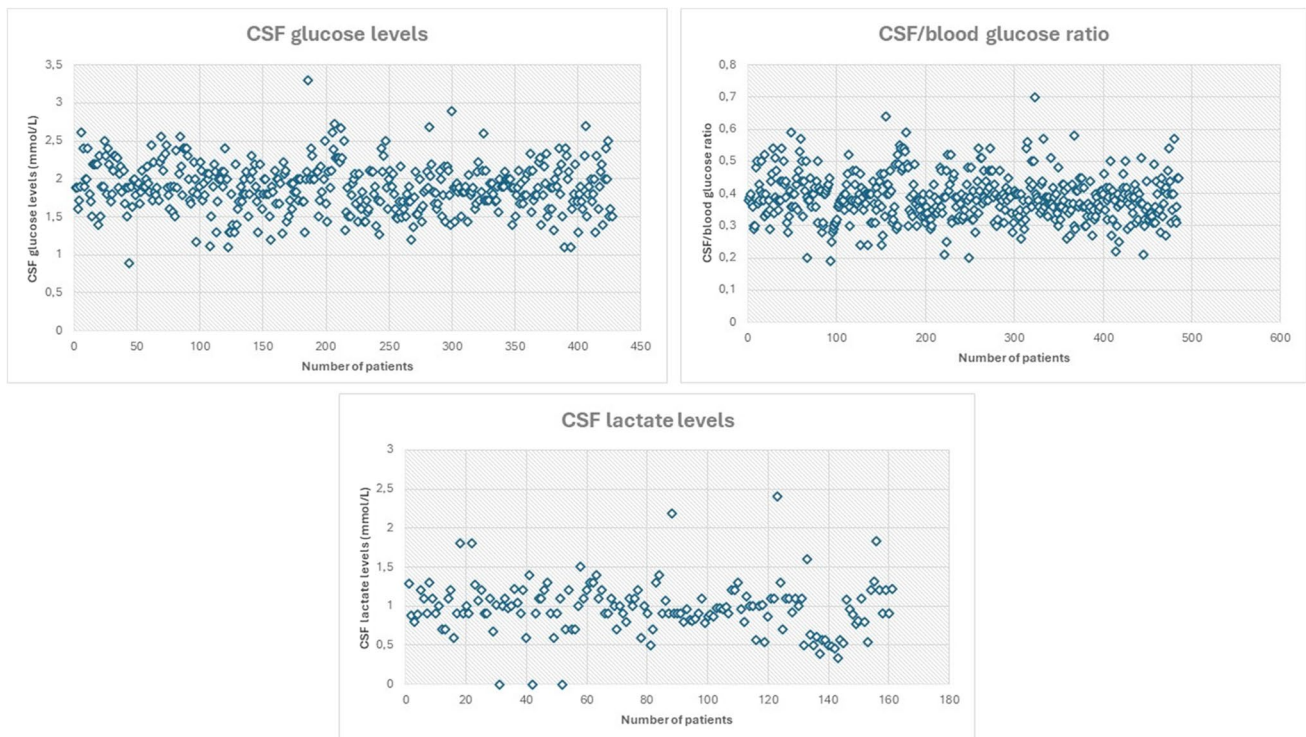 CSF glucose levels
3,5
3
2,5
2
1,5
1
0,5
0
CSF glucose levels (mmol/L)
0 50 100 150 200 250 300 350 400 450
Number of patients
CSF/blood glucose ratio
0,8
0,7
0,6
0,5
0,4
0,3
0,2
0,1
0
CSF/blood glucose ratio
0 100 200 300 400 500 600
Number of patients
CSF lactate levels
3
2,5
2
1,5
1
0,5
0
CSF lactate levels (mmol/L)
0 20 40 60 80 100 120 140 160 180
Number of patients